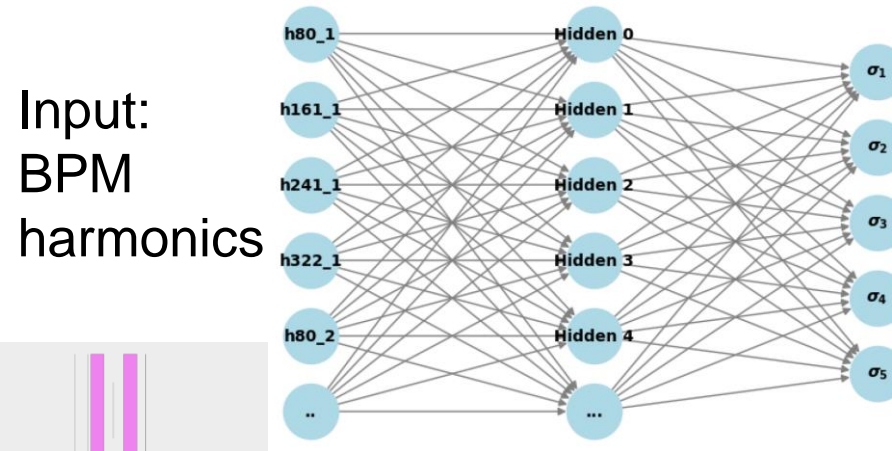 Input:
BPM
harmonics
h80_1
h161_1
h241_1
h322_1
h80_2
..
Hidden 0
Hidden 1
Hidden 2
Hidden 3
Hidden 4
...
σ₁
σ₂
σ₃
σ₄
σ₅